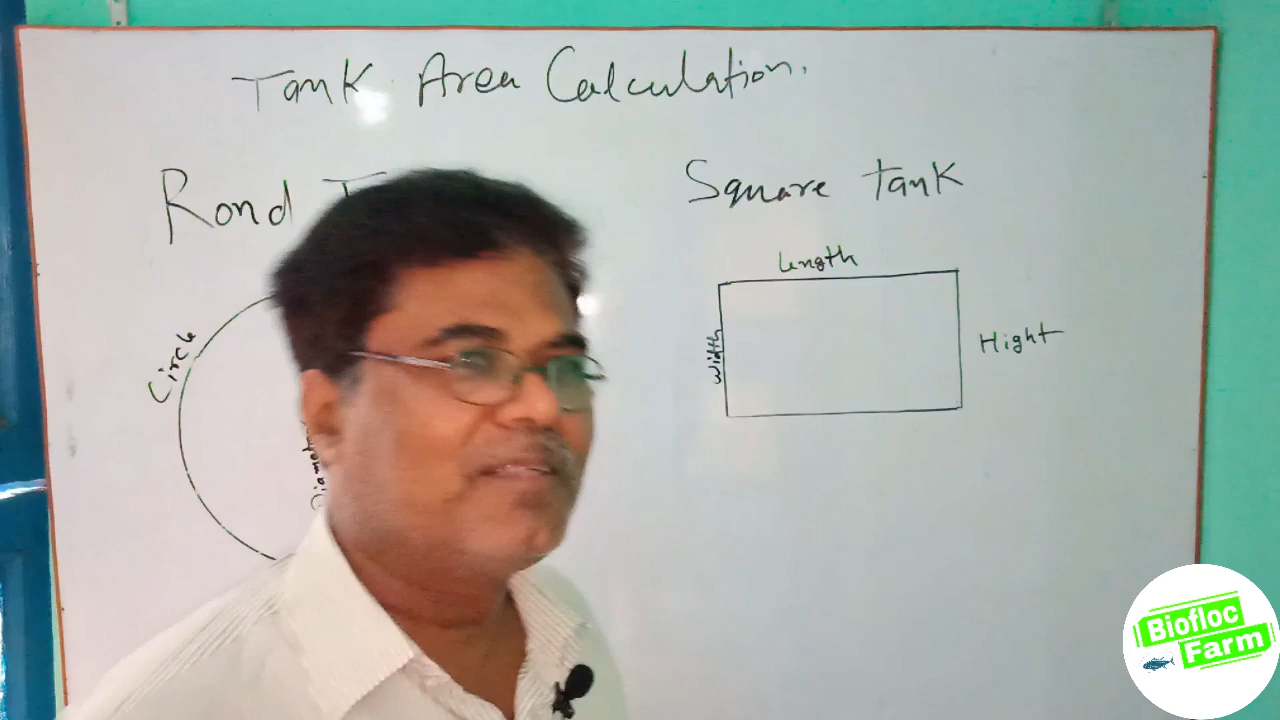 Tank Area Calculation.
Rond T
Square tank
Length
Circle
Width
Hight
Biofloc
Farm